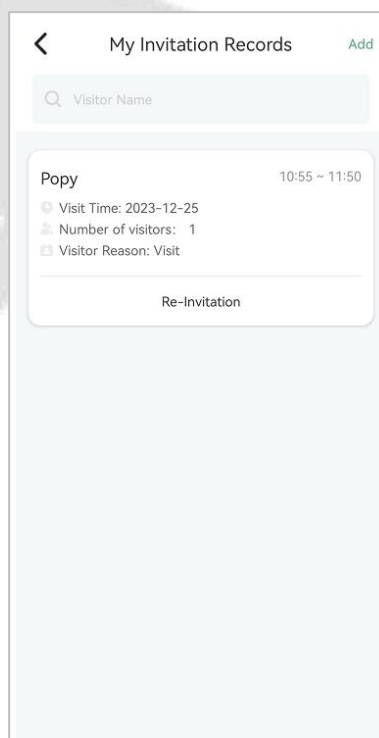 My Invitation Records Add
Visitor Name
Popy 10:55 ~ 11:50
Visit Time: 2023-12-25
Number of visitors: 1
Visitor Reason: Visit
Re-Invitation